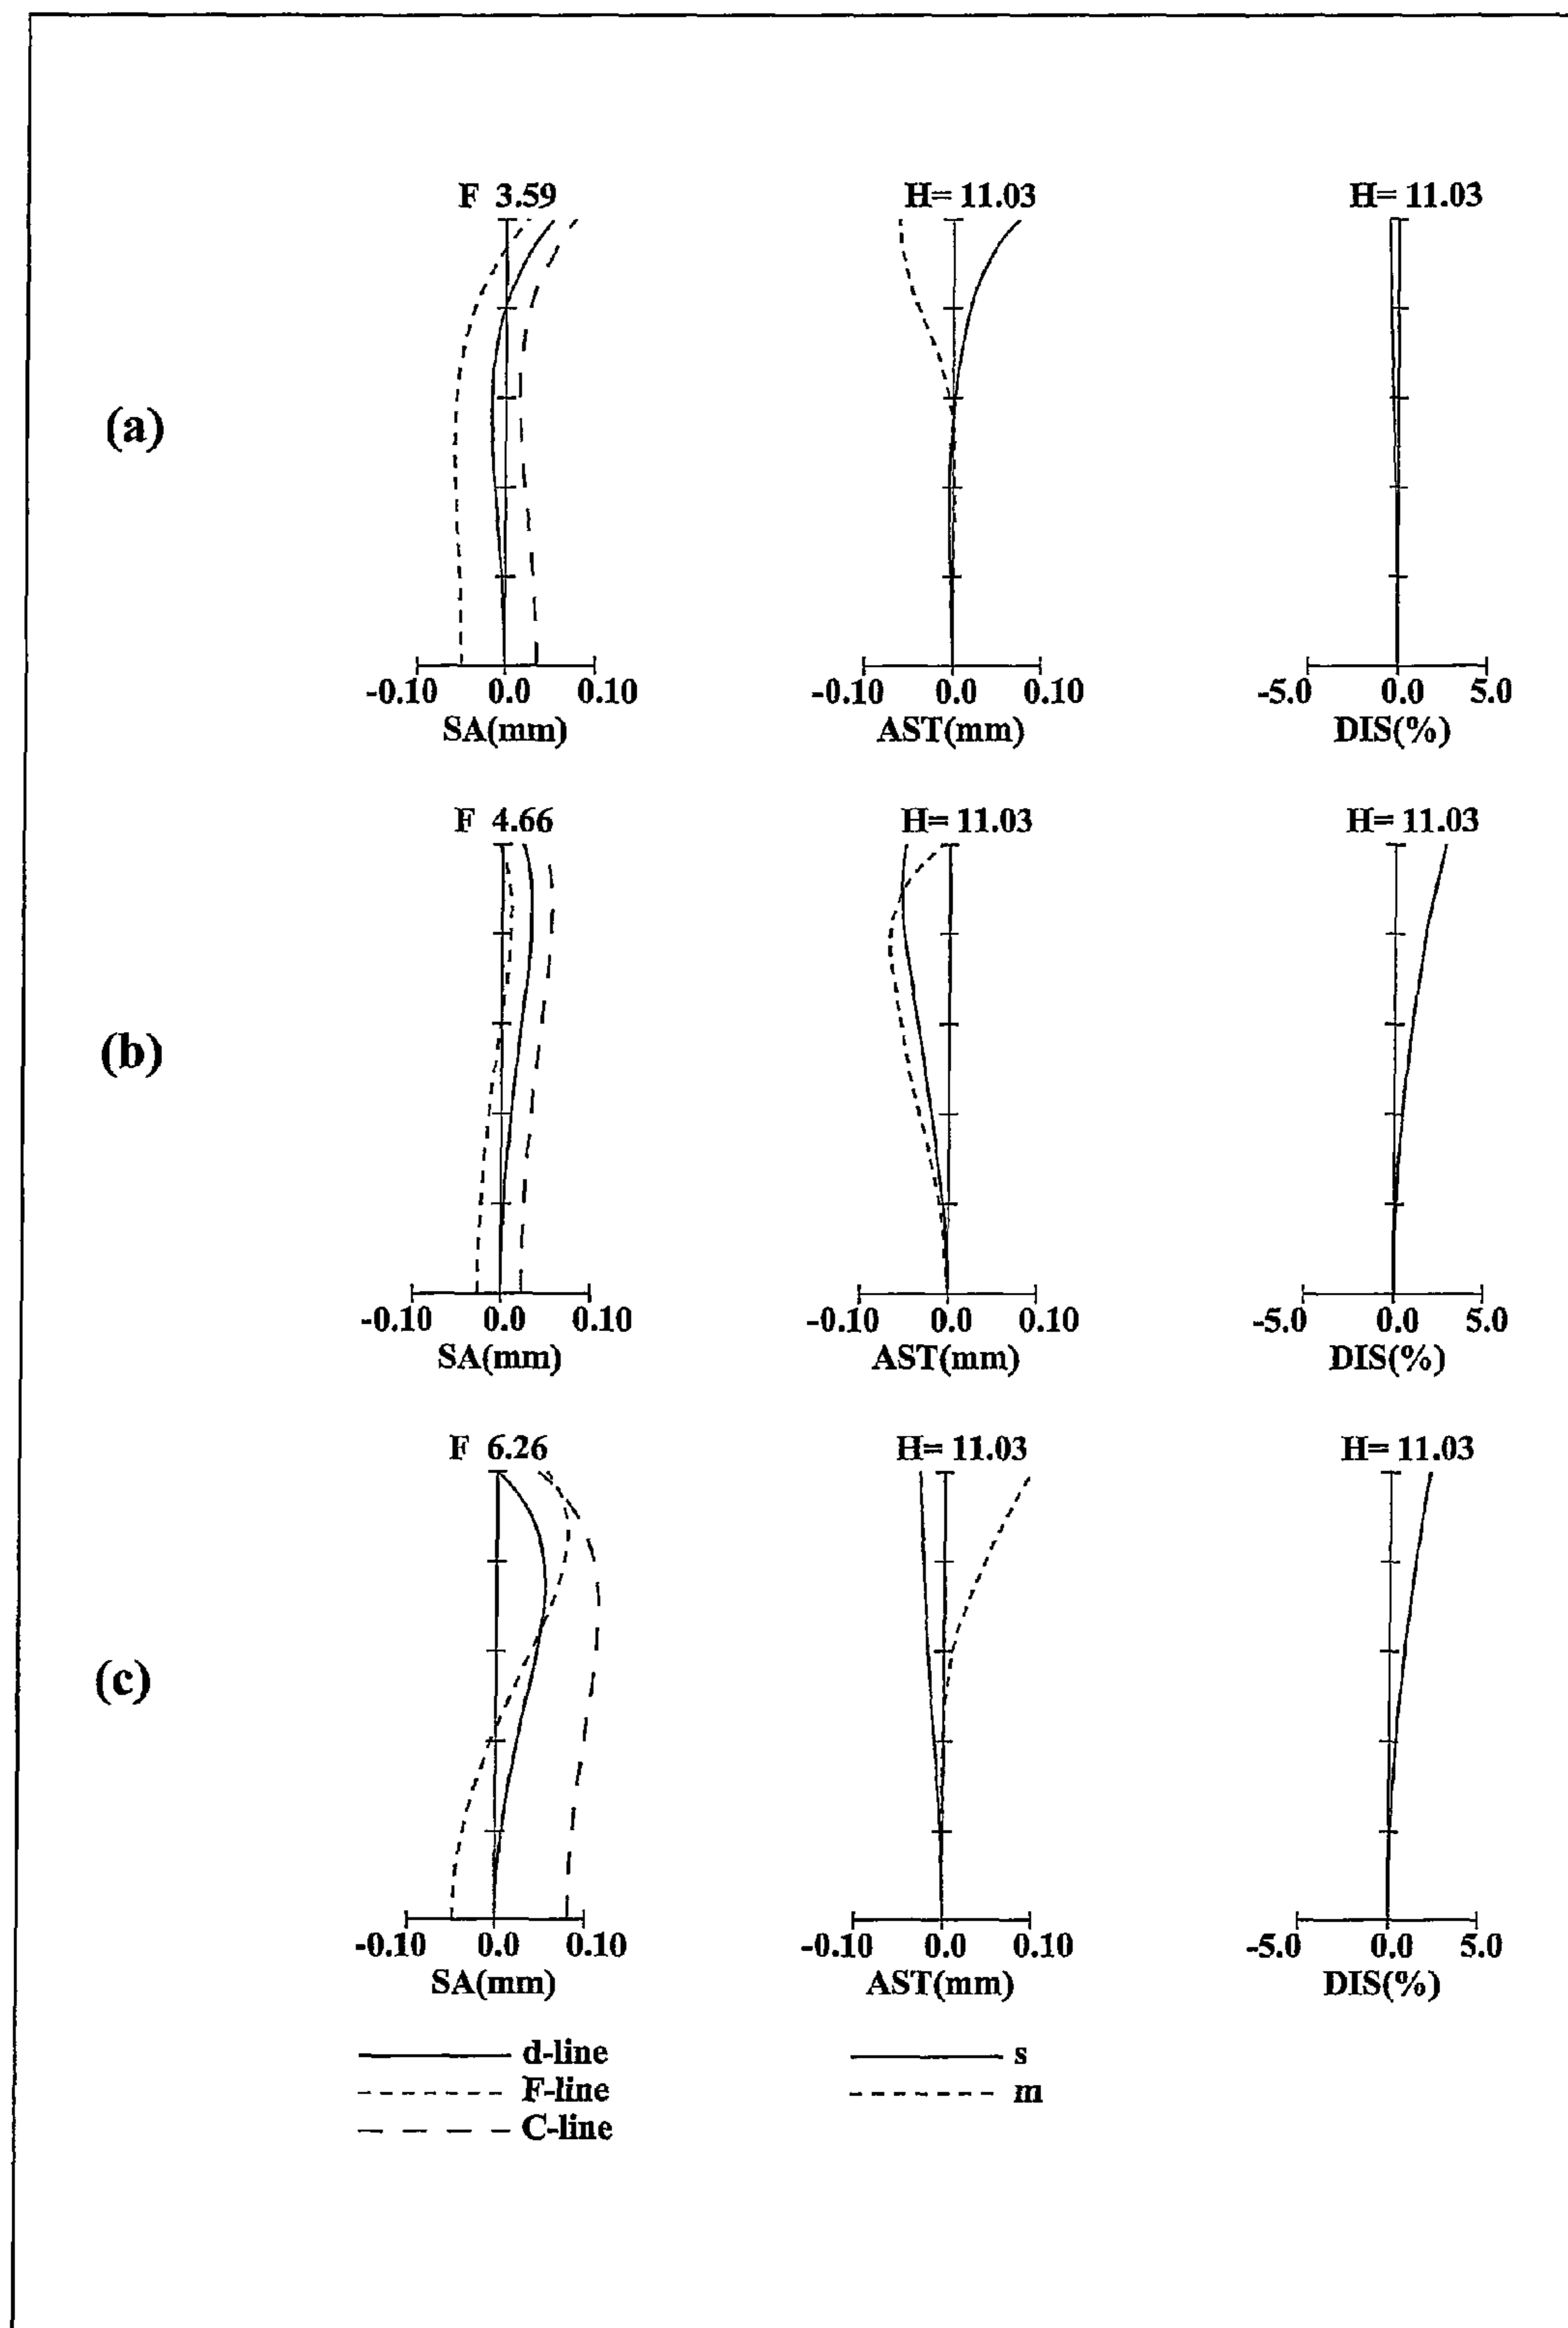 F 3.59 H= 11.03 H= 11.03
(a)
-0.10 0.0 0.10 -0.10 0.0 0.10 -5.0 0.0 5.0
SA(mm) AST(mm) DIS(%)
F 4.66 H= 11.03 H= 11.03
(b)
-0.10 0.0 0.10 -0.10 0.0 0.10 -5.0 0.0 5.0
SA(mm) AST(mm) DIS(%)
F 6.26 H= 11.03 H= 11.03
(c)
-0.10 0.0 0.10 -0.10 0.0 0.10 -5.0 0.0 5.0
SA(mm) AST(mm) DIS(%)
d-line s
F-line m
C-line